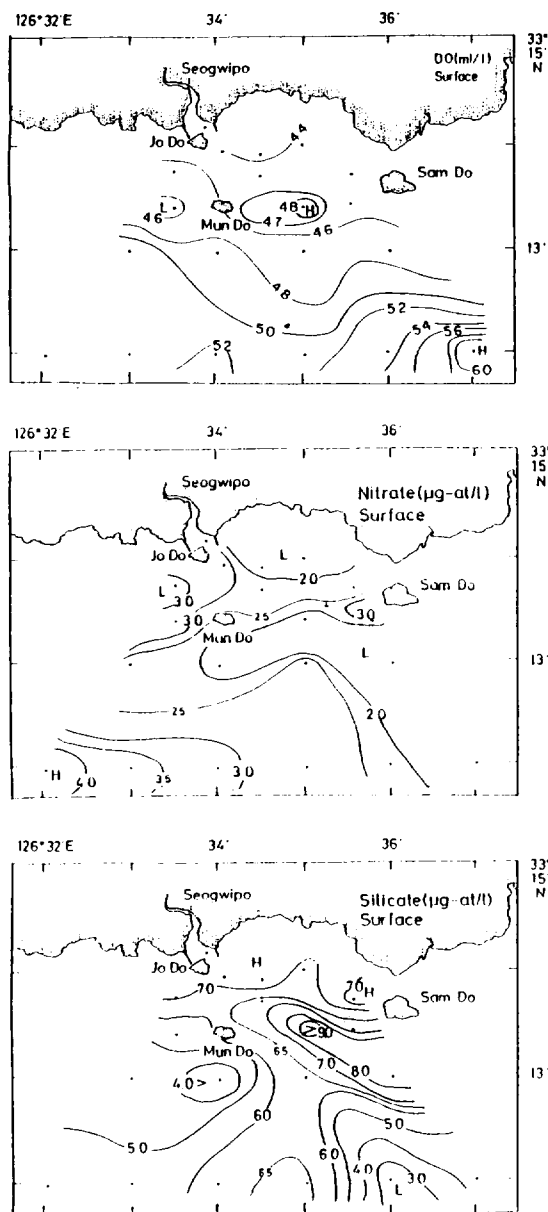 126°32'E 34' 36' 33°
15'
N
DO(ml/l)
Surface
Seogwipo
Jo Do
44
Sam Do
L
46
48 H
47
46
Mun Do
13'
48
50
52
54
56
52
H
60
126°32'E 34' 36' 33°
15'
N
Seogwipo
Nitrate(µg-at/l)
Surface
Jo Do
L
20
L
30
Sam Do
25
30
30
Mun Do
L
13'
25
20
H
40
35
30
126°32'E 34' 36' 33°
15'
N
Seogwipo
Silicate(µg-at/l)
Surface
Jo Do
H
70
70
H
Sam Do
>90
Mun Do
65
70
80
40>
13'
60
50
50
60
40
30
65
L